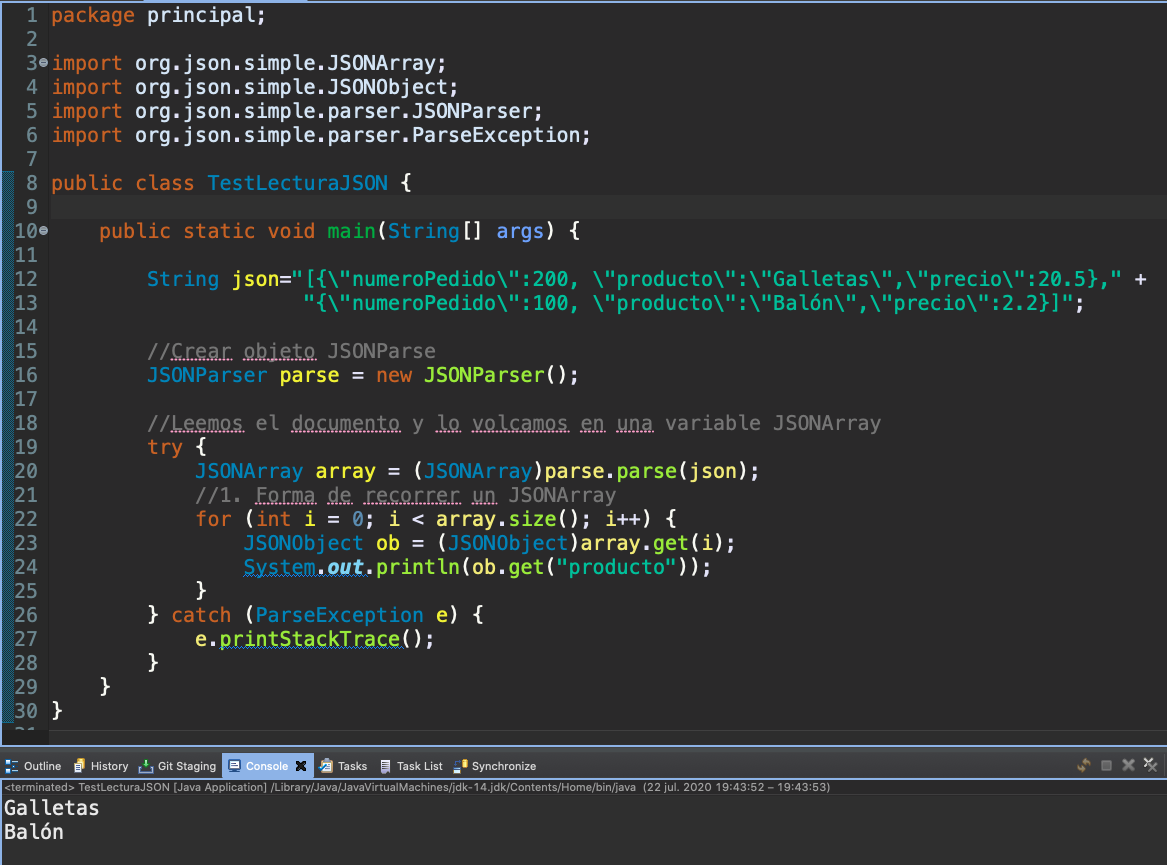 1 package principal;
2
3 import org.json.simple.JSONArray;
4 import org.json.simple.JSONObject;
5 import org.json.simple.parser.JSONParser;
6 import org.json.simple.parser.ParseException;
7
8 public class TestLecturaJSON {
9
10 public static void main(String[] args) {
11
12 String json="[{\"numeroPedido\":200, \"producto\":\"Galletas\",\"precio\":20.5}," +
13 "{\"numeroPedido\":100, \"producto\":\"Balón\",\"precio\":2.2}]";
14
15 //Crear objeto JSONParse
16 JSONParser parse = new JSONParser();
17
18 //Leemos el documento y lo volcamos en una variable JSONArray
19 try {
20 JSONArray array = (JSONArray)parse.parse(json);
21 //1. Forma de recorrer un JSONArray
22 for (int i = 0; i < array.size(); i++) {
23 JSONObject ob = (JSONObject)array.get(i);
24 System.out.println(ob.get("producto"));
25 }
26 } catch (ParseException e) {
27 e.printStackTrace();
28 }
29 }
30 }
Outline History Git Staging Console Tasks Task List Synchronize
<terminated> TestLecturaJSON [Java Application] /Library/Java/JavaVirtualMachines/jdk-14.jdk/Contents/Home/bin/java (22 jul. 2020 19:43:52 – 19:43:53)
Galletas
Balón